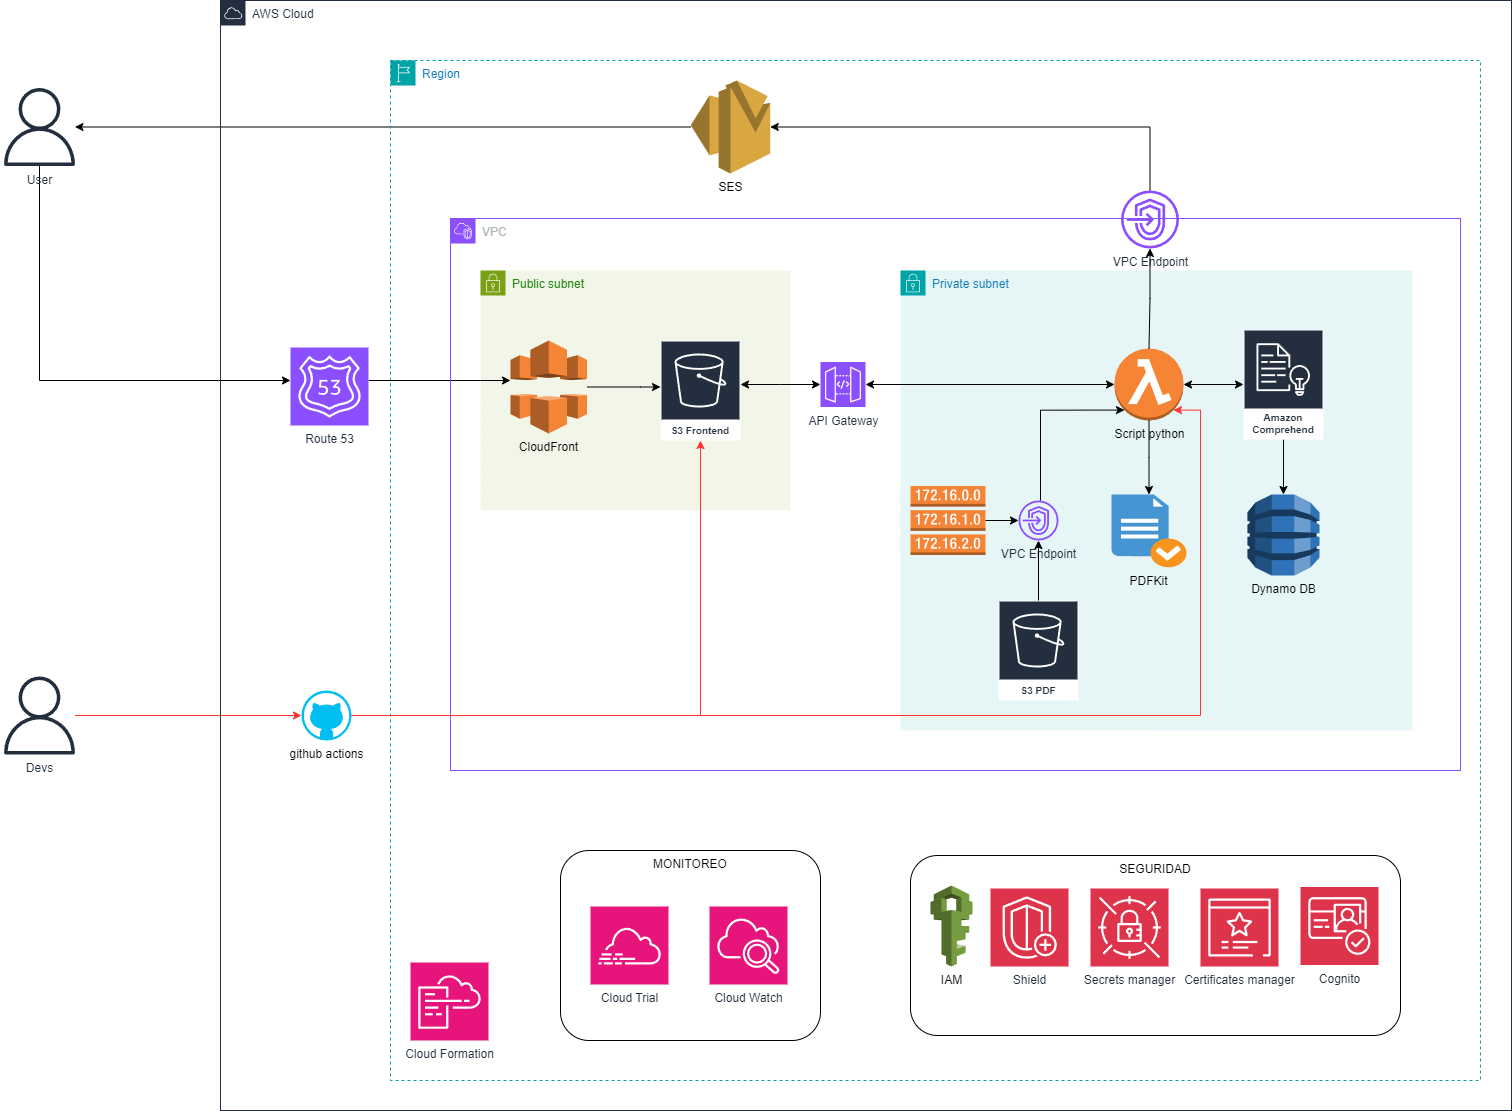 AWS Cloud
Region
User
SES
VPC
VPC Endpoint
Public subnet
Private subnet
53
Route 53
CloudFront
S3 Frontend
API Gateway
Script python
Amazon
Comprehend
172.16.0.0
172.16.1.0
172.16.2.0
VPC Endpoint
PDFKit
Dynamo DB
S3 PDF
github actions
Devs
MONITOREO
Cloud Trial
Cloud Watch
SEGURIDAD
IAM
Shield
Secrets manager
Certificates manager
Cognito
Cloud Formation